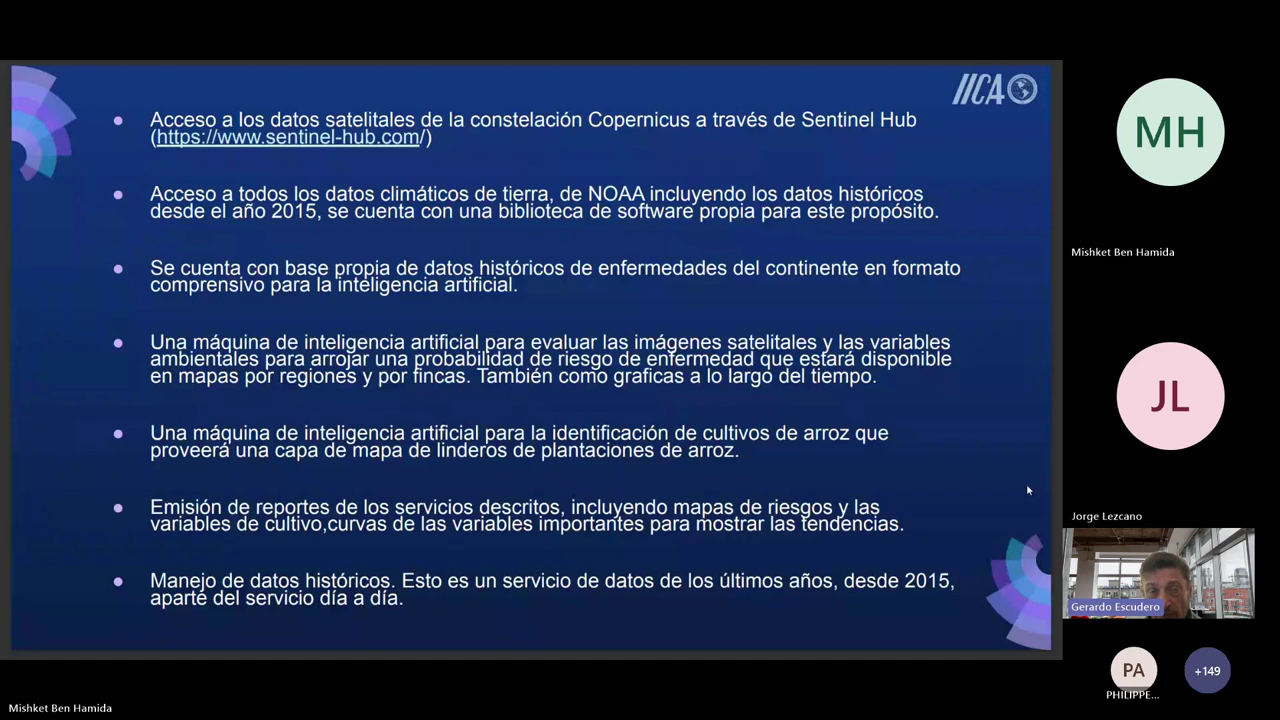 IICA
Acceso a los datos satelitales de la constelación Copernicus a través de Sentinel Hub
(https://www.sentinel-hub.com/)
Acceso a todos los datos climáticos de tierra, de NOAA incluyendo los datos históricos
desde el año 2015, se cuenta con una biblioteca de software propia para este propósito.
Se cuenta con base propia de datos históricos de enfermedades del continente en formato
comprensivo para la inteligencia artificial.
Una máquina de inteligencia artificial para evaluar las imágenes satelitales y las variables
ambientales para arrojar una probabilidad de riesgo de enfermedad que estará disponible
en mapas por regiones y por fincas. También como graficas a lo largo del tiempo.
Una máquina de inteligencia artificial para la identificación de cultivos de arroz que
proveerá una capa de mapa de linderos de plantaciones de arroz.
Emisión de reportes de los servicios descritos, incluyendo mapas de riesgos y las
variables de cultivo,curvas de las variables importantes para mostrar las tendencias.
Manejo de datos históricos. Esto es un servicio de datos de los últimos años, desde 2015,
aparte del servicio día a día.
MH
Mishket Ben Hamida
JL
Jorge Lezcano
Gerardo Escudero
PA
PHILIPPE...
+149
Mishket Ben Hamida